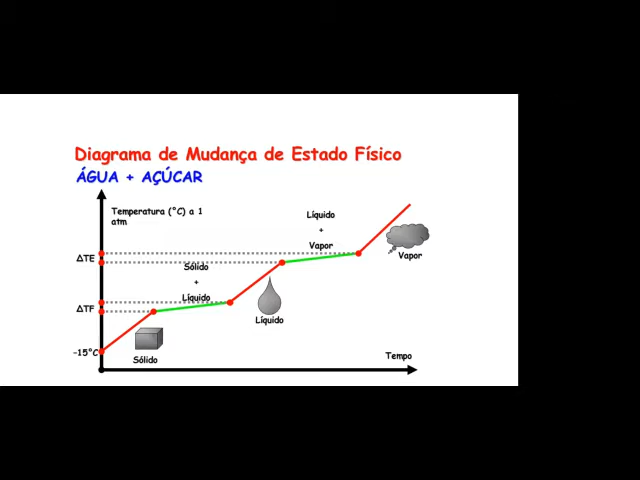 Diagrama de Mudança de Estado Físico
ÁGUA + AÇÚCAR
Temperatura (°C) a 1
atm
Líquido
+
Vapor
Vapor
ΔTE
Sólido
+
Líquido
ΔTF
Líquido
-15°C
Sólido
Tempo